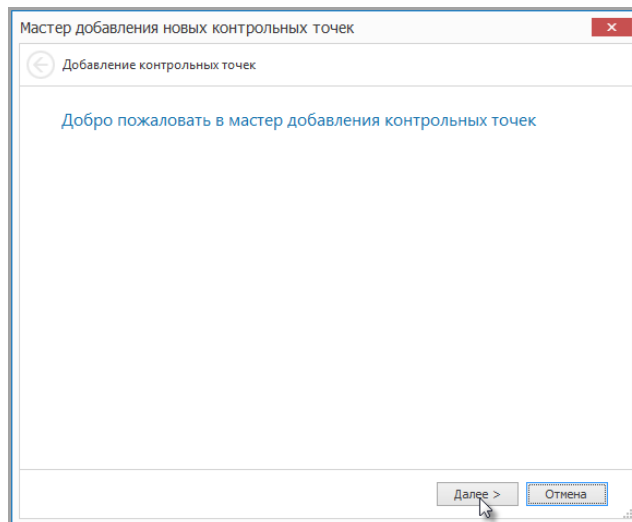 Мастер добавления новых контрольных точек
Добавление контрольных точек
Добро пожаловать в мастер добавления контрольных точек
Далее >
Отмена